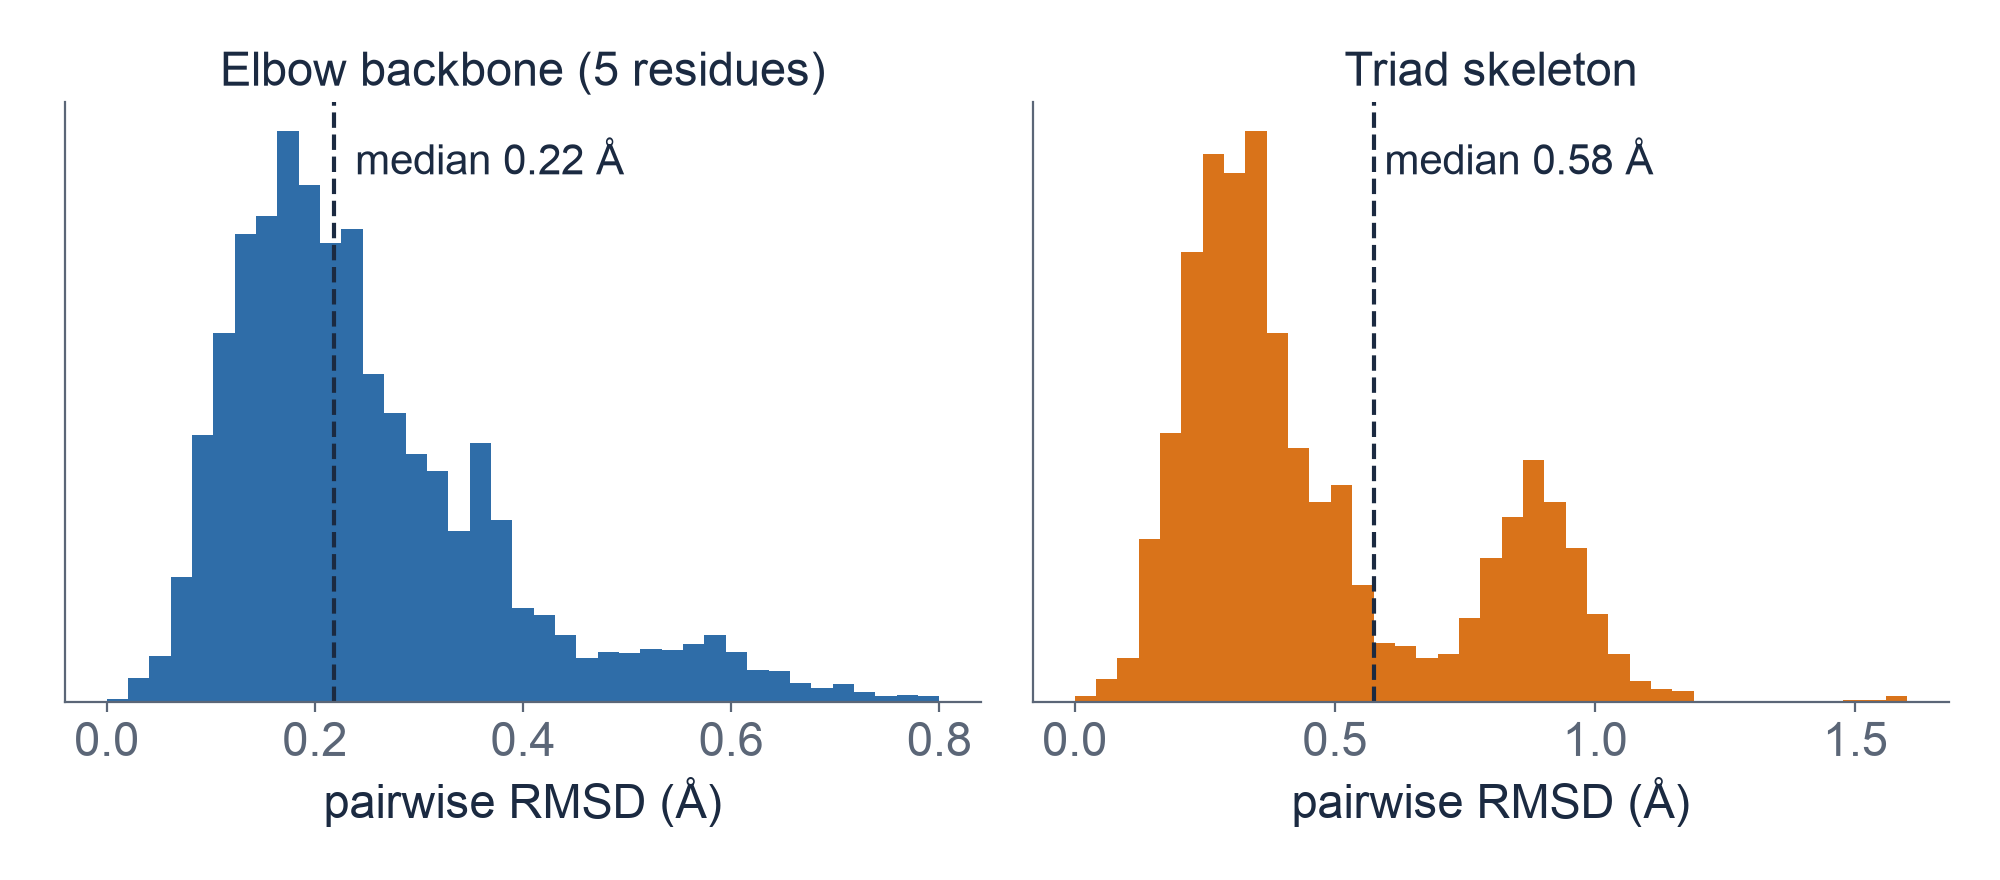 Elbow backbone (5 residues)
median 0.22 Å
0.0 0.2 0.4 0.6 0.8
pairwise RMSD (Å)
Triad skeleton
median 0.58 Å
0.0 0.5 1.0 1.5
pairwise RMSD (Å)